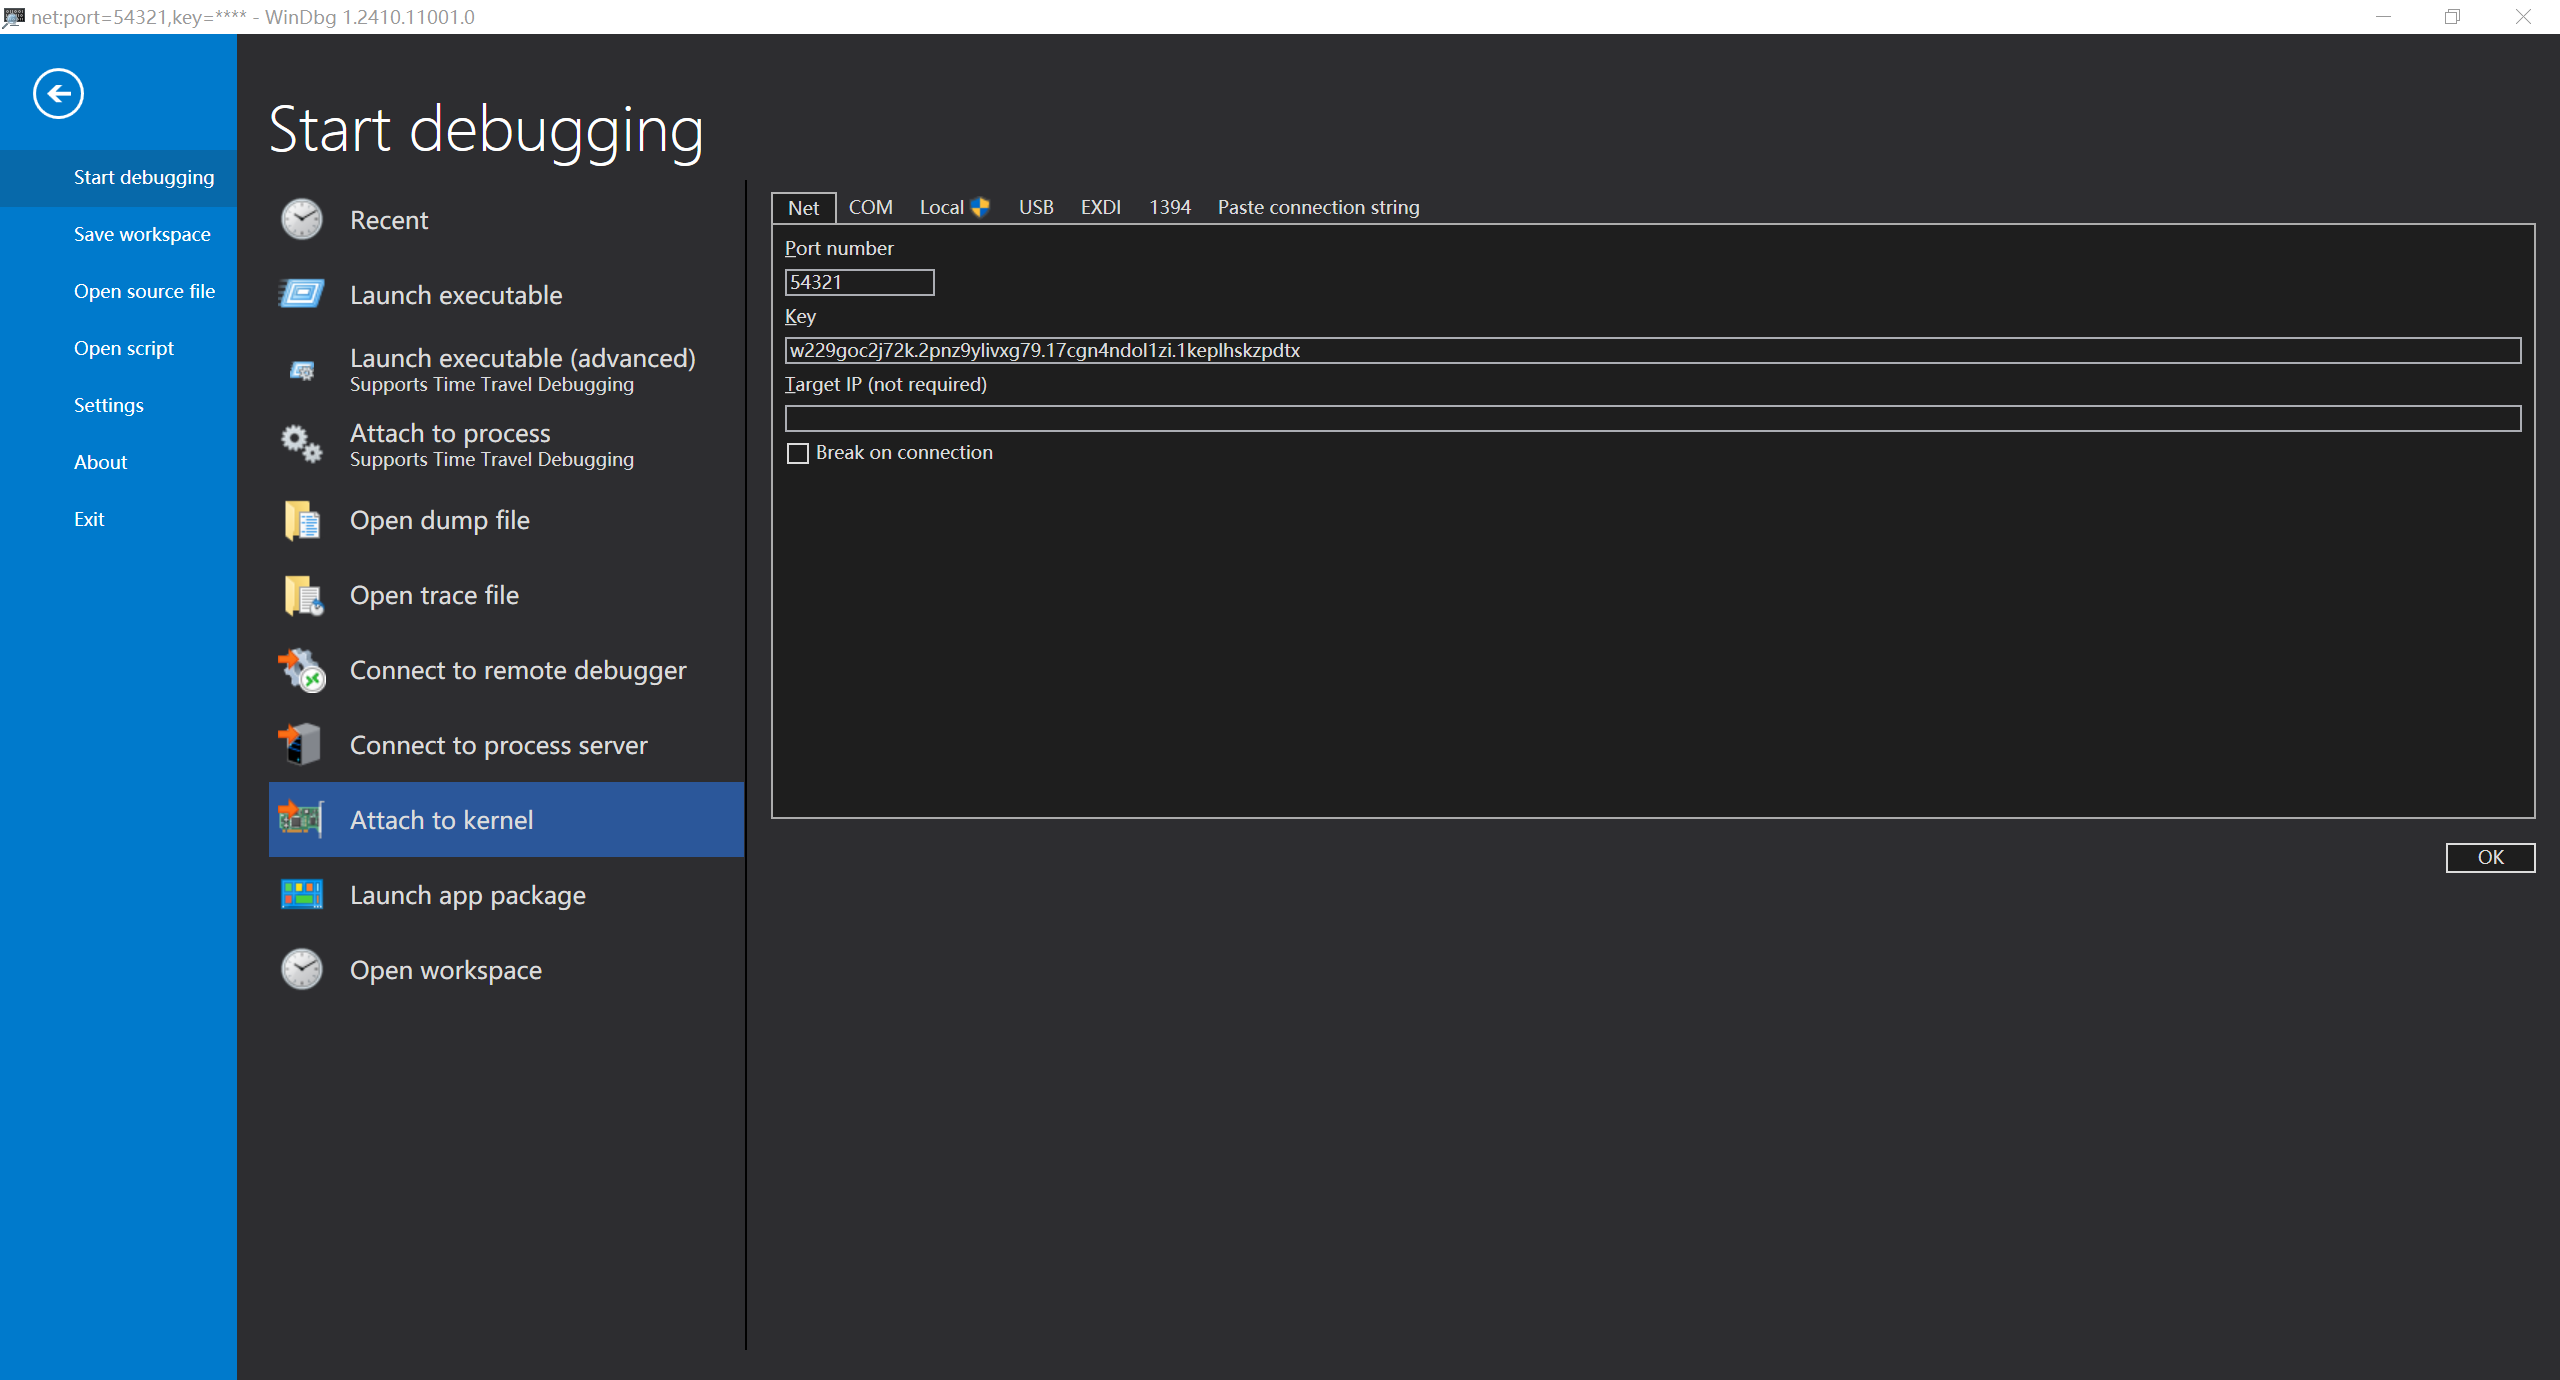 net:port=54321,key=**** - WinDbg 1.2410.11001.0
Start debugging
Save workspace
Open source file
Open script
Settings
About
Exit
Start debugging
Recent
Launch executable
Launch executable (advanced)
Supports Time Travel Debugging
Attach to process
Supports Time Travel Debugging
Open dump file
Open trace file
Connect to remote debugger
Connect to process server
Attach to kernel
Launch app package
Open workspace
Net COM Local USB EXDI 1394 Paste connection string
Port number
54321
Key
w229goc2j72k.2pnz9ylivxg79.17cgn4ndol1zi.1keplhskzpdtx
Target IP (not required)
Break on connection
OK